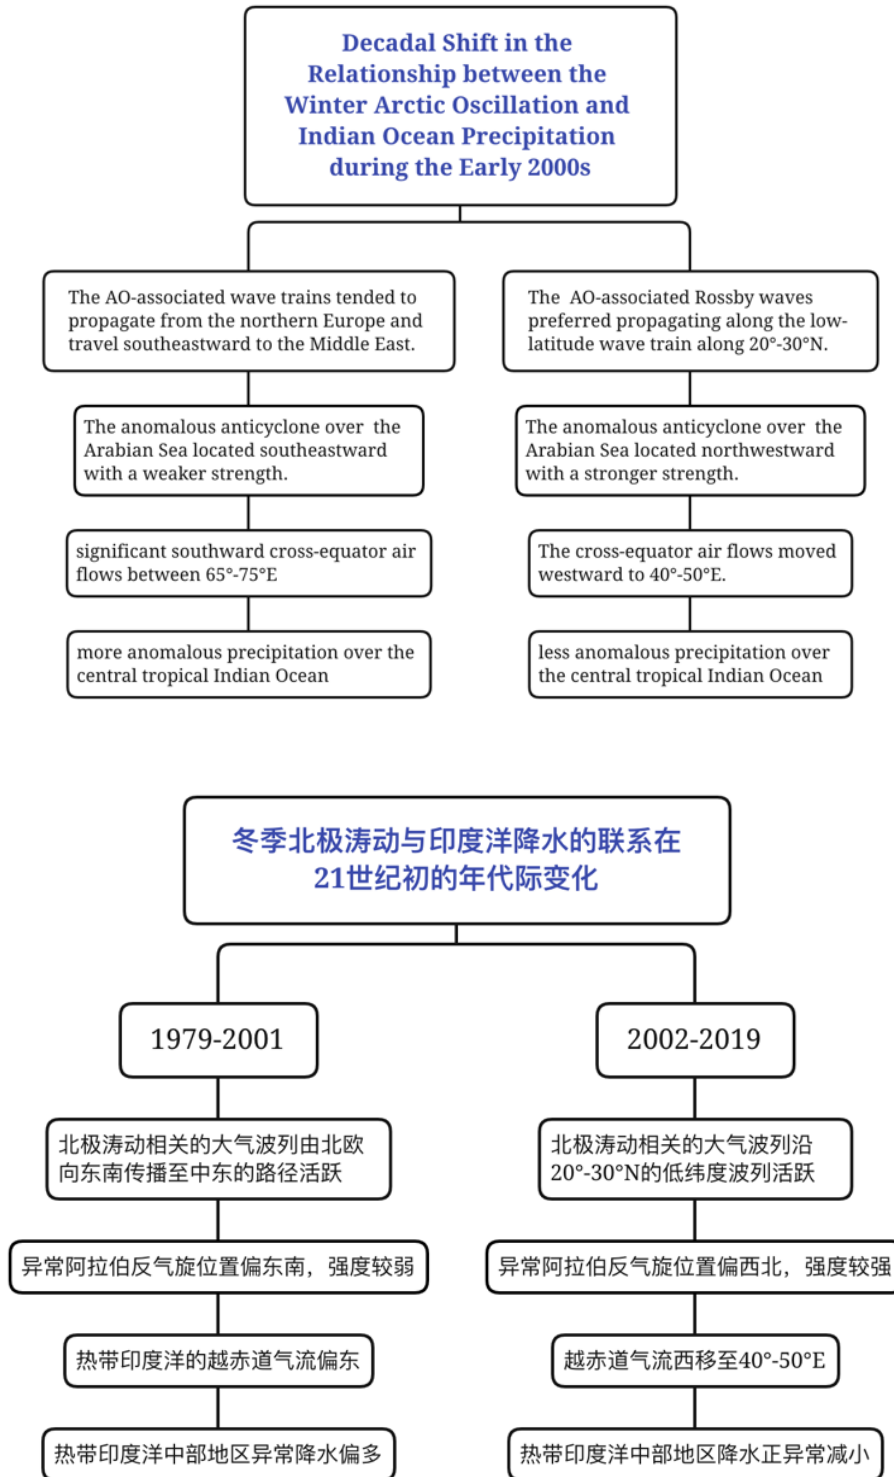 Decadal Shift in the
Relationship between the
Winter Arctic Oscillation and
Indian Ocean Precipitation
during the Early 2000s
The AO-associated wave trains tended to
propagate from the northern Europe and
travel southeastward to the Middle East.
The anomalous anticyclone over the
Arabian Sea located southeastward
with a weaker strength.
significant southward cross-equator air
flows between 65°-75°E
more anomalous precipitation over the
central tropical Indian Ocean
The AO-associated Rossby waves
preferred propagating along the low-
latitude wave train along 20°-30°N.
The anomalous anticyclone over the
Arabian Sea located northwestward
with a stronger strength.
The cross-equator air flows moved
westward to 40°-50°E.
less anomalous precipitation over
the central tropical Indian Ocean
冬季北极涛动与印度洋降水的联系在
21世纪初的年代际变化
1979-2001
北极涛动相关的大气波列由北欧
向东南传播至中东的路径活跃
异常阿拉伯反气旋位置偏东南，强度较弱
热带印度洋的越赤道气流偏东
热带印度洋中部地区异常降水偏多
2002-2019
北极涛动相关的大气波列沿
20°-30°N的低纬度波列活跃
异常阿拉伯反气旋位置偏西北，强度较强
越赤道气流西移至40°-50°E
热带印度洋中部地区降水正异常减小